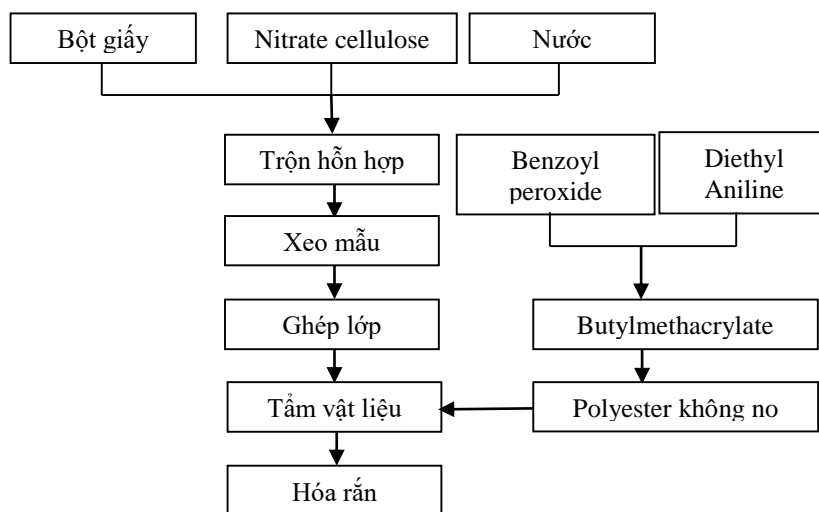 Bột giấy
Nitrate cellulose
Nước
Trộn hỗn hợp
Benzoyl
peroxide
Diethyl
Aniline
Xeo mẫu
Ghép lớp
Butylmethacrylate
Tẩm vật liệu
Polyester không no
Hóa rắn